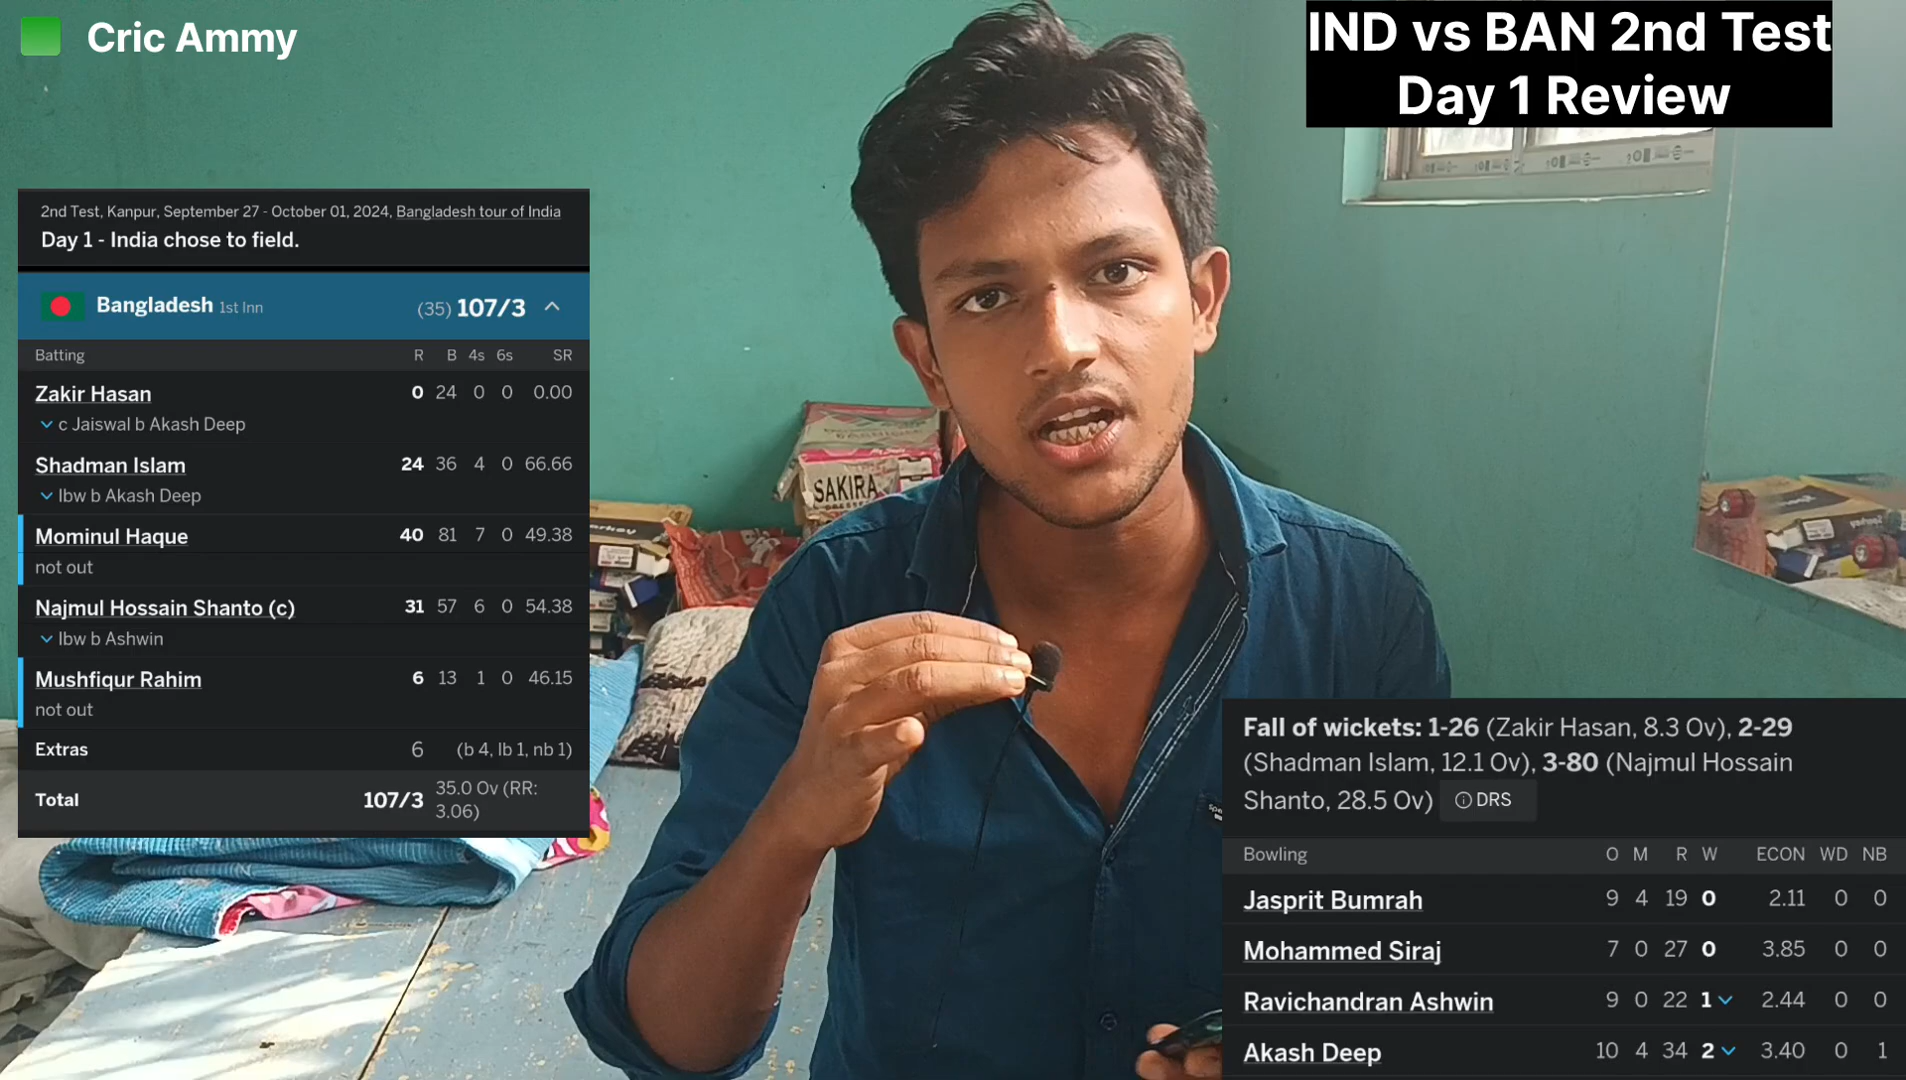 Cric Ammy
IND vs BAN 2nd Test
Day 1 Review
2nd Test, Kanpur, September 27 - October 01, 2024, Bangladesh tour of India
Day 1 - India chose to field.
Bangladesh 1st Inn (35) 107/3
Batting R B 4s 6s SR
Zakir Hasan 0 24 0 0 0.00
c Jaiswal b Akash Deep
Shadman Islam 24 36 4 0 66.66
lbw b Akash Deep
Mominul Haque 40 81 7 0 49.38
not out
Najmul Hossain Shanto (c) 31 57 6 0 54.38
lbw b Ashwin
Mushfiqur Rahim 6 13 1 0 46.15
not out
Extras 6 (b 4, lb 1, nb 1)
Total 107/3 35.0 Ov (RR:
3.06)
SAKIRA
Fall of wickets: 1-26 (Zakir Hasan, 8.3 Ov), 2-29
(Shadman Islam, 12.1 Ov), 3-80 (Najmul Hossain
Shanto, 28.5 Ov) DRS
Bowling O M R W ECON WD NB
Jasprit Bumrah 9 4 19 0 2.11 0 0
Mohammed Siraj 7 0 27 0 3.85 0 0
Ravichandran Ashwin 9 0 22 1 2.44 0 0
Akash Deep 10 4 34 2 3.40 0 1